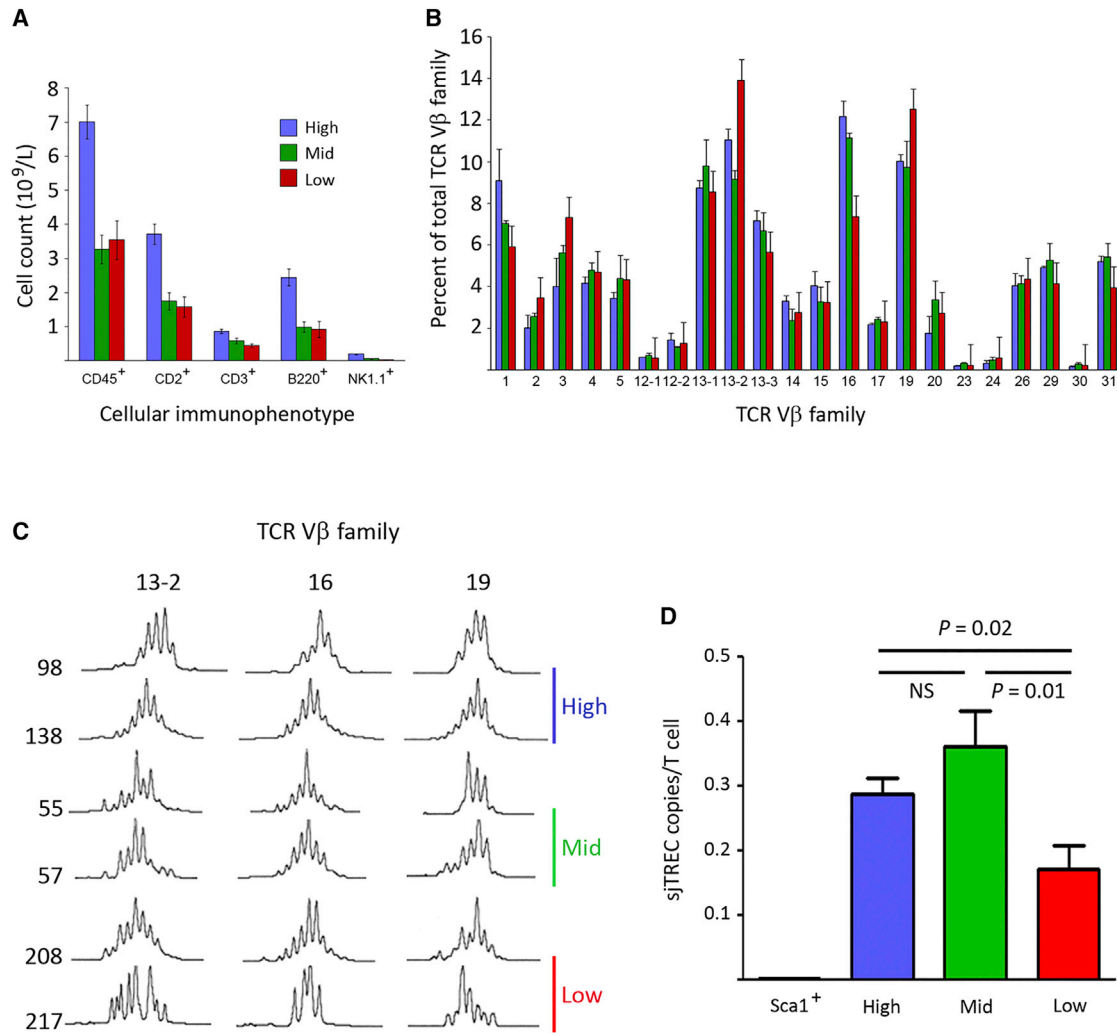 A
8
7
6
5
4
3
2
1
Cell count (10⁹/L)
High
Mid
Low
CD45⁺ CD2⁺ CD3⁺ B220⁺ NK1.1⁺
Cellular immunophenotype
B
16
14
12
10
8
6
4
2
Percent of total TCR Vβ family
1 2 3 4 5 12-1 12-2 13-1 13-2 13-3 14 15 16 17 19 20 23 24 26 29 30 31
TCR Vβ family
C
TCR Vβ family
13-2 16 19
98
138
High
55
57
Mid
208
217
Low
D
P = 0.02
NS P = 0.01
0.5
0.4
0.3
0.2
0.1
sjTREC copies/T cell
Sca1⁺ High Mid Low